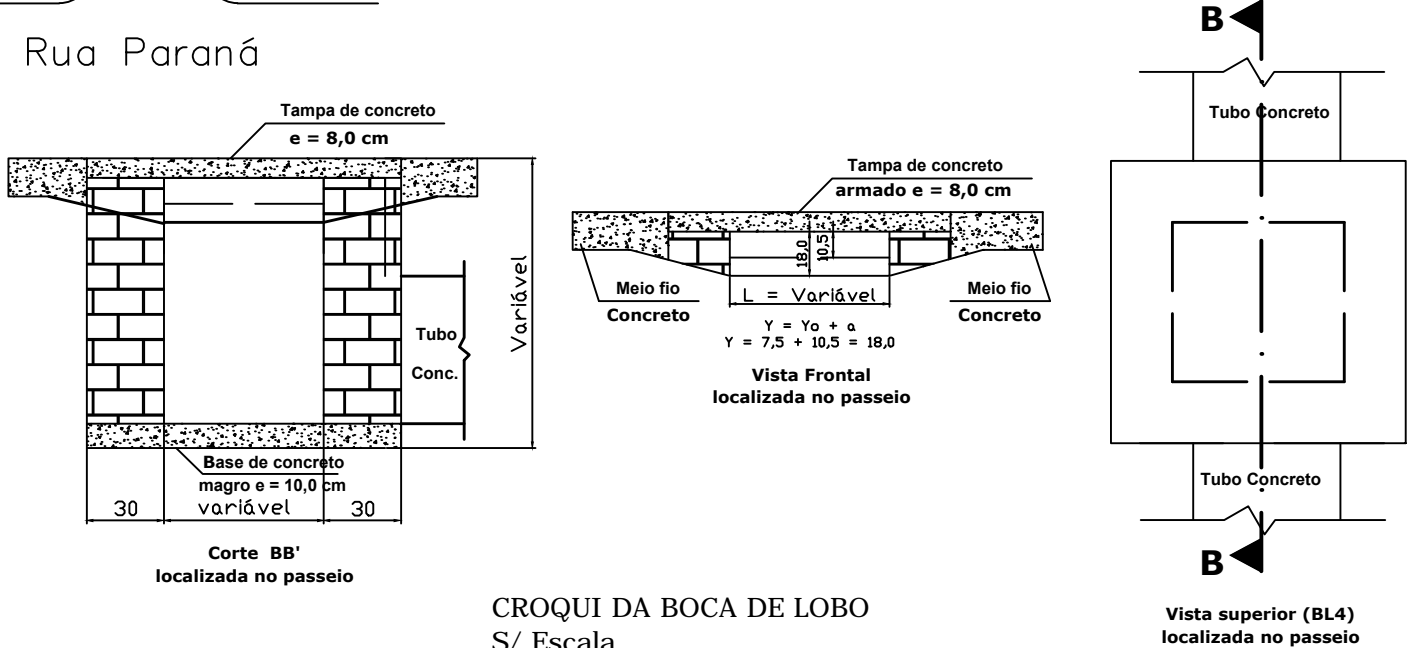 Rua Paraná
Tampa de concreto
e = 8,0 cm
Variável
Tubo
Conc.
Base de concreto
magro e = 10,0 cm
30
variável
30
Corte BB'
localizada no passeio
Tampa de concreto
armado e = 8,0 cm
18,0
10,5
Meio fio
Concreto
L = Variável
Meio fio
Concreto
Y = Yo + a
Y = 7,5 + 10,5 = 18,0
Vista Frontal
localizada no passeio
CROQUI DA BOCA DE LOBO
S/ Escala
B
Tubo Concreto
Tubo Concreto
B
Vista superior (BL4)
localizada no passeio